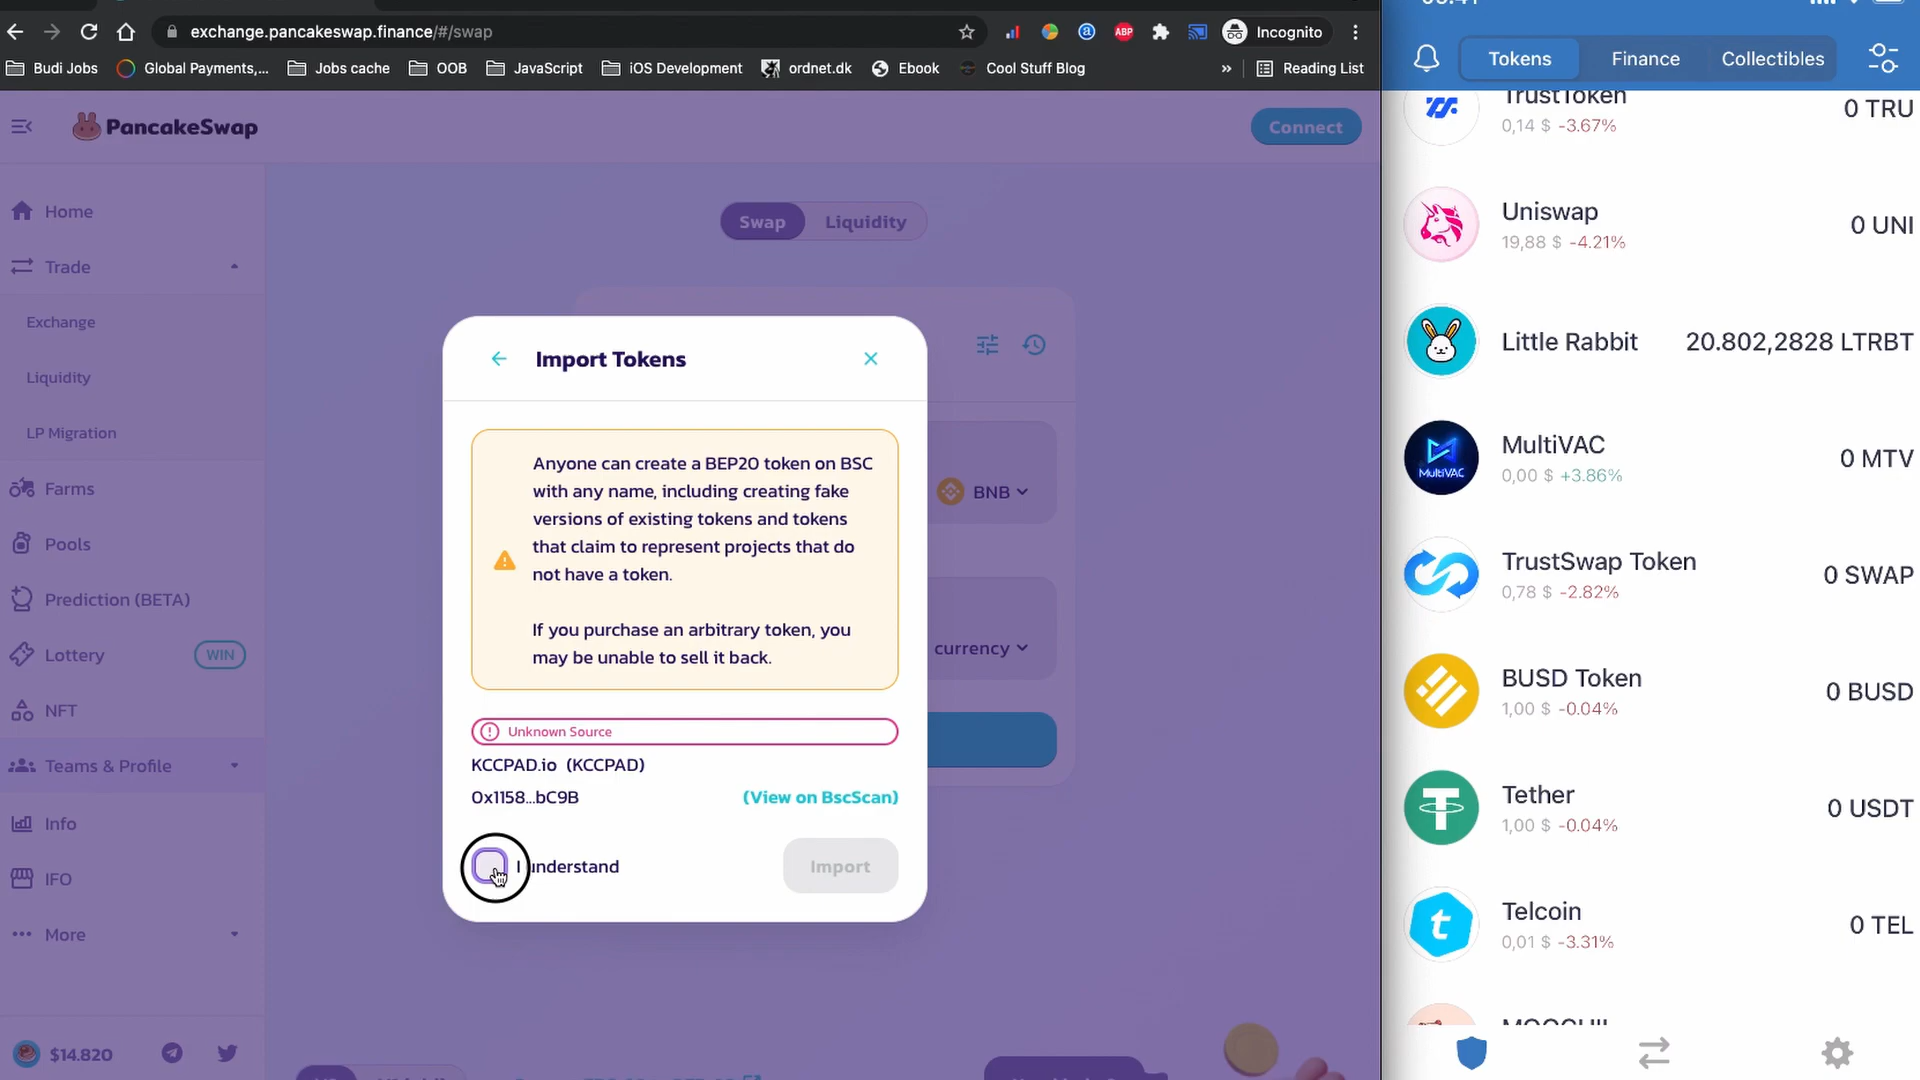 exchange.pancakeswap.finance/#/swap
ABP
Incognito
Budi Jobs
Global Payments,...
Jobs cache
OOB
JavaScript
iOS Development
ordnet.dk
Ebook
Cool Stuff Blog
»
Reading List
PancakeSwap
Connect
Home
Trade
Exchange
Liquidity
LP Migration
Farms
Pools
Prediction (BETA)
Lottery
WIN
NFT
Teams & Profile
Info
IFO
More
$14.820
Swap
Liquidity
BNB
currency
Import Tokens
Anyone can create a BEP20 token on BSC
with any name, including creating fake
versions of existing tokens and tokens
that claim to represent projects that do
not have a token.
If you purchase an arbitrary token, you
may be unable to sell it back.
Unknown Source
KCCPAD.io (KCCPAD)
0x1158...bC9B
(View on BscScan)
I understand
Import
Tokens
Finance
Collectibles
TrustToken
0,14 $ -3.67%
0 TRU
Uniswap
19,88 $ -4.21%
0 UNI
Little Rabbit
20.802,2828 LTRBT
MultiVAC
MultiVAC
0,00 $ +3.86%
0 MTV
TrustSwap Token
0,78 $ -2.82%
0 SWAP
BUSD Token
1,00 $ -0.04%
0 BUSD
Tether
1,00 $ -0.04%
0 USDT
Telcoin
0,01 $ -3.31%
0 TEL